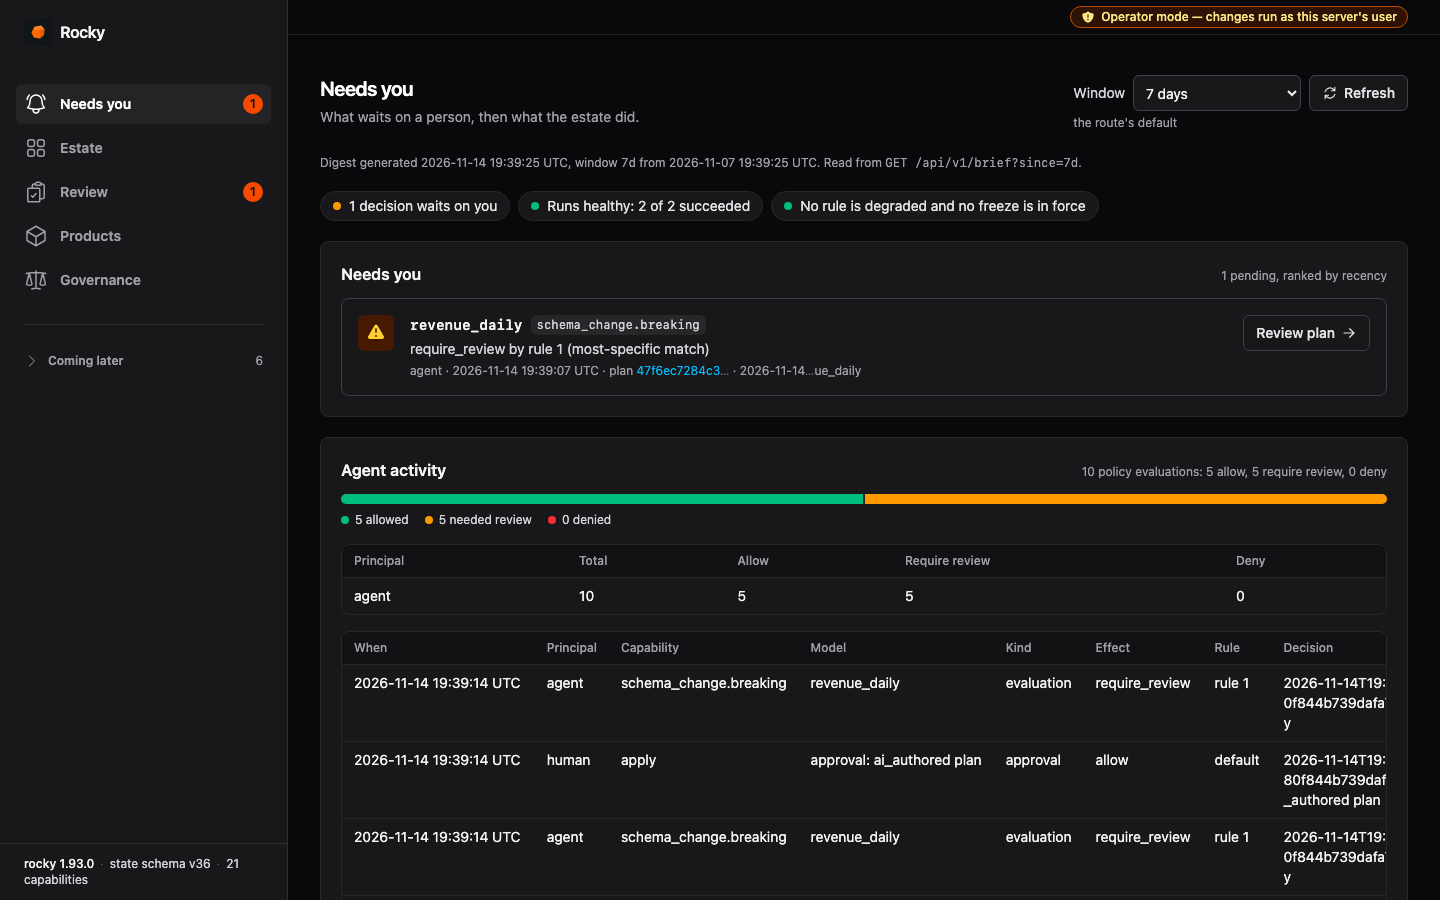 Rocky
Operator mode — changes run as this server's user
Needs you 1
Estate
Review 1
Products
Governance
Coming later 6
rocky 1.93.0 · state schema v36 · 21
capabilities
Needs you
What waits on a person, then what the estate did.
Window 7 days Refresh
the route's default
Digest generated 2026-11-14 19:39:25 UTC, window 7d from 2026-11-07 19:39:25 UTC. Read from GET /api/v1/brief?since=7d.
1 decision waits on you
Runs healthy: 2 of 2 succeeded
No rule is degraded and no freeze is in force
Needs you
1 pending, ranked by recency
revenue_daily schema_change.breaking
require_review by rule 1 (most-specific match)
agent · 2026-11-14 19:39:07 UTC · plan 47f6ec7284c3… · 2026-11-14…ue_daily
Review plan
Agent activity
10 policy evaluations: 5 allow, 5 require review, 0 deny
5 allowed 5 needed review 0 denied
Principal Total Allow Require review Deny
agent 10 5 5 0
When Principal Capability Model Kind Effect Rule Decision
2026-11-14 19:39:14 UTC agent schema_change.breaking revenue_daily evaluation require_review rule 1 2026-11-14T19:
0f844b739dafa
y
2026-11-14 19:39:14 UTC human apply approval: ai_authored plan approval allow default 2026-11-14T19:
80f844b739daf
_authored plan
2026-11-14 19:39:14 UTC agent schema_change.breaking revenue_daily evaluation require_review rule 1 2026-11-14T19:
0f844b739dafa
y